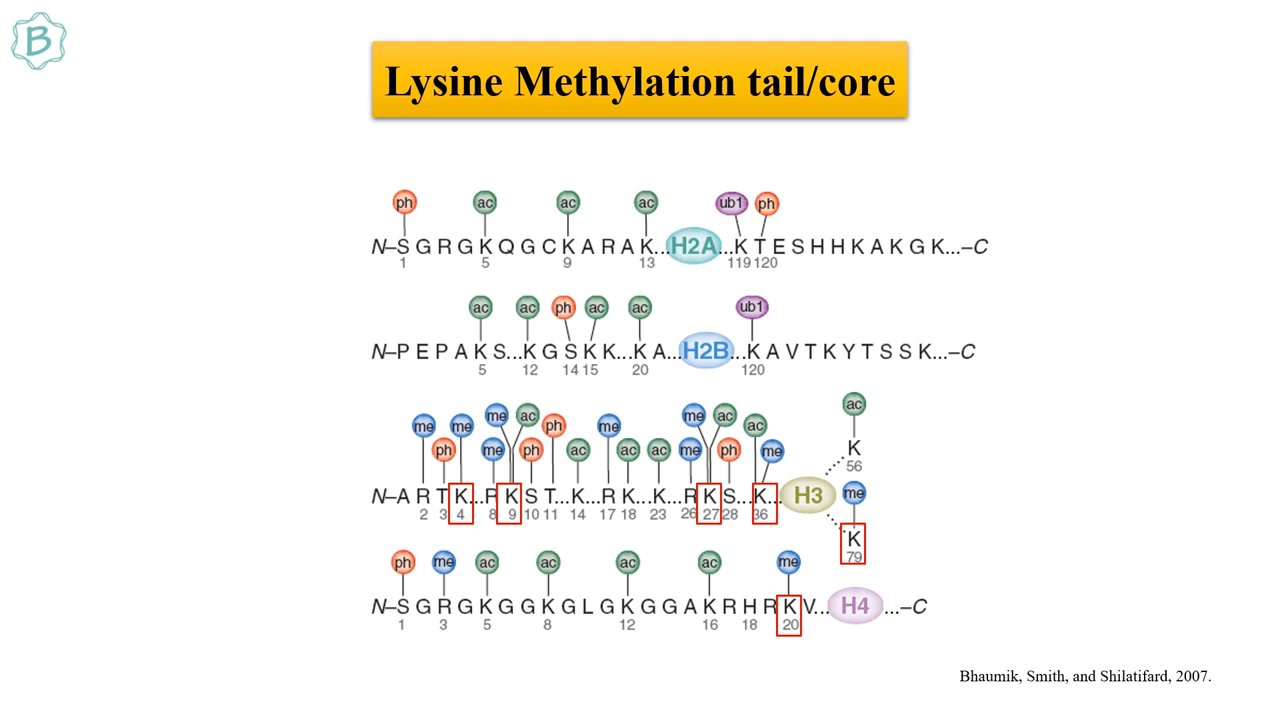 B
Lysine Methylation tail/core
ph ac ac ac ub1 ph
N–S G R G K Q G C K A R A K... H2A ...K T E S H H K A K G K...–C
1 5 9 13 119 120
ac ac ph ac ac ub1
N–P E P A K S...K G S K K...K A... H2B ...K A V T K Y T S S K...–C
5 12 14 15 20 120
ac
me ac me ac
me me ph me ac
ph me ph ac ac ac me ph me
K
56
N–A R T K...R K S T...K...R K...K...R K S...K... H3 me
2 3 4 8 9 10 11 14 17 18 23 26 27 28 36
K
79
ph me ac ac ac ac me
N–S G R G K G G K G L G K G G A K R H R K V... H4 ...–C
1 3 5 8 12 16 18 20
Bhaumik, Smith, and Shilatifard, 2007.